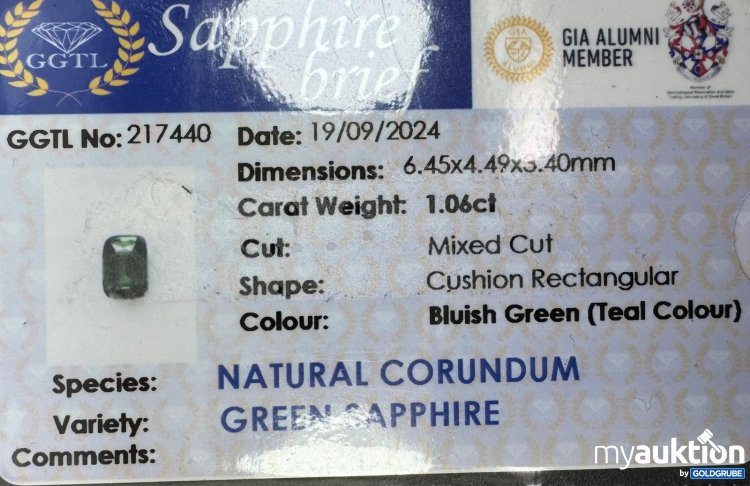 GGTL
Sapphire
brief
GIA
GIA ALUMNI
MEMBER
GGTL No: 217440
Date: 19/09/2024
Dimensions: 6.45x4.49x3.40mm
Carat Weight: 1.06ct
Cut: Mixed Cut
Shape: Cushion Rectangular
Colour: Bluish Green (Teal Colour)
Species: NATURAL CORUNDUM
Variety: GREEN SAPPHIRE
Comments:
myauktion
by GOLDGRUBE